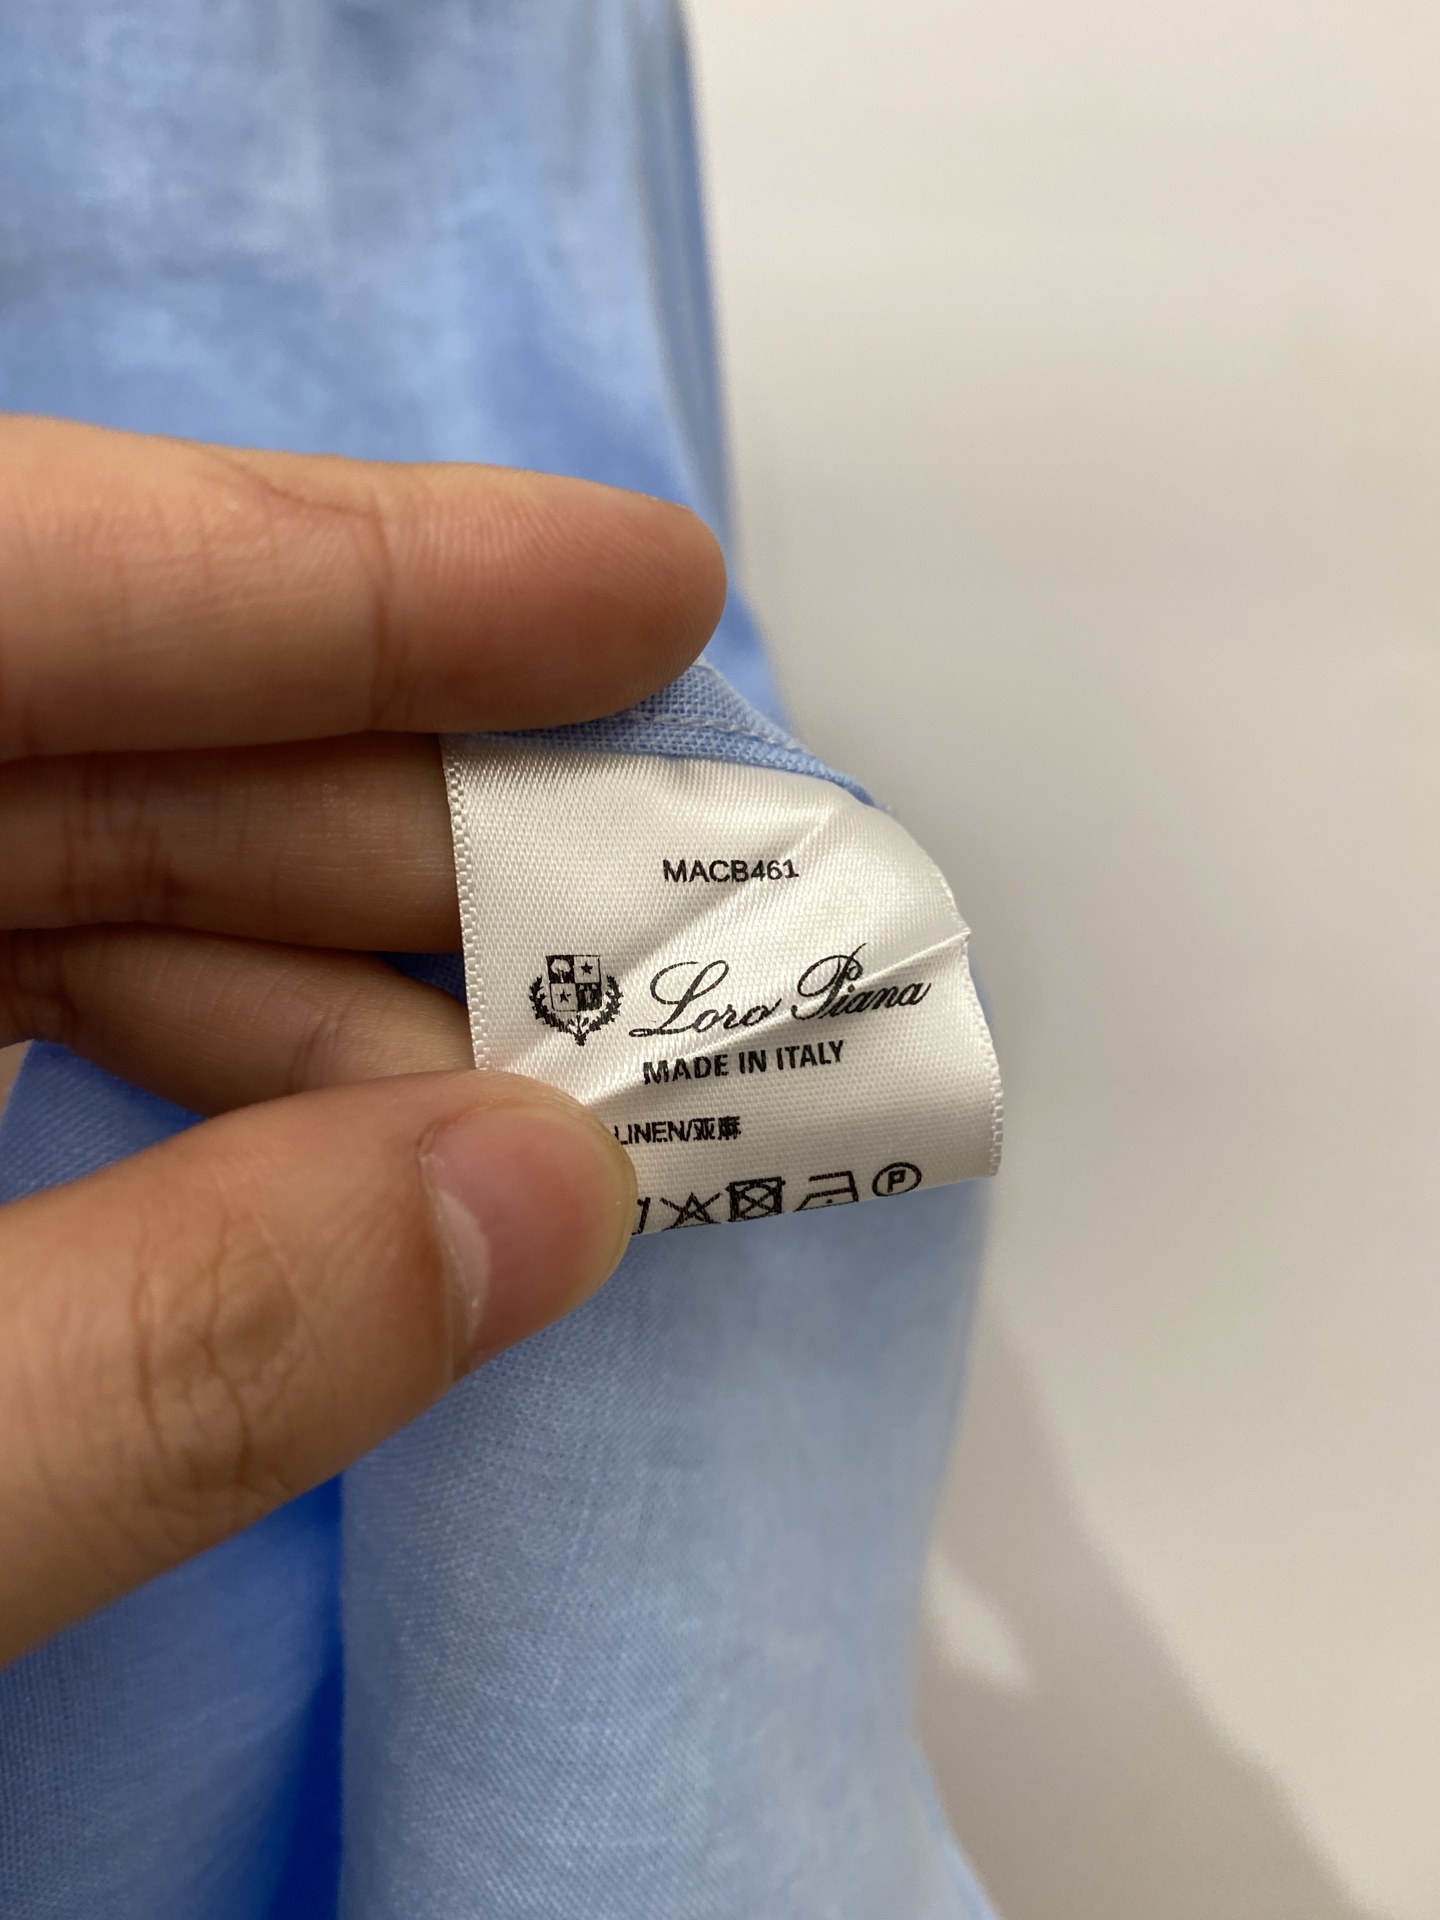 MACB461
Loro Piana
MADE IN ITALY
LINEN/亚麻
P